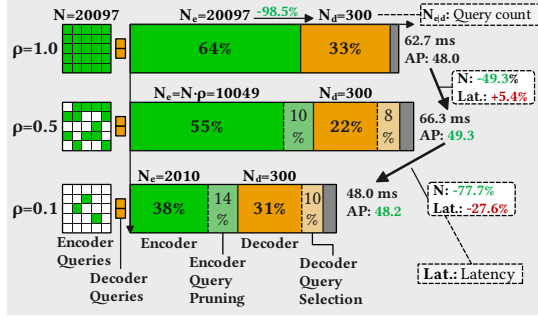 N=20097
N_e=20097
-98.5%
N_d=300
N_e|d: Query count
ρ=1.0
64%
33%
62.7 ms
AP: 48.0
N: -49.3%
Lat.: +5.4%
N_e=N·ρ=10049
N_d=300
ρ=0.5
55%
10
%
22%
8
%
66.3 ms
AP: 49.3
N_e=2010
N_d=300
ρ=0.1
38%
14
%
31%
10
%
48.0 ms
AP: 48.2
N: -77.7%
Lat.: -27.6%
Encoder
Queries
Decoder
Queries
Encoder
Encoder
Query
Pruning
Decoder
Decoder
Query
Selection
Lat.: Latency